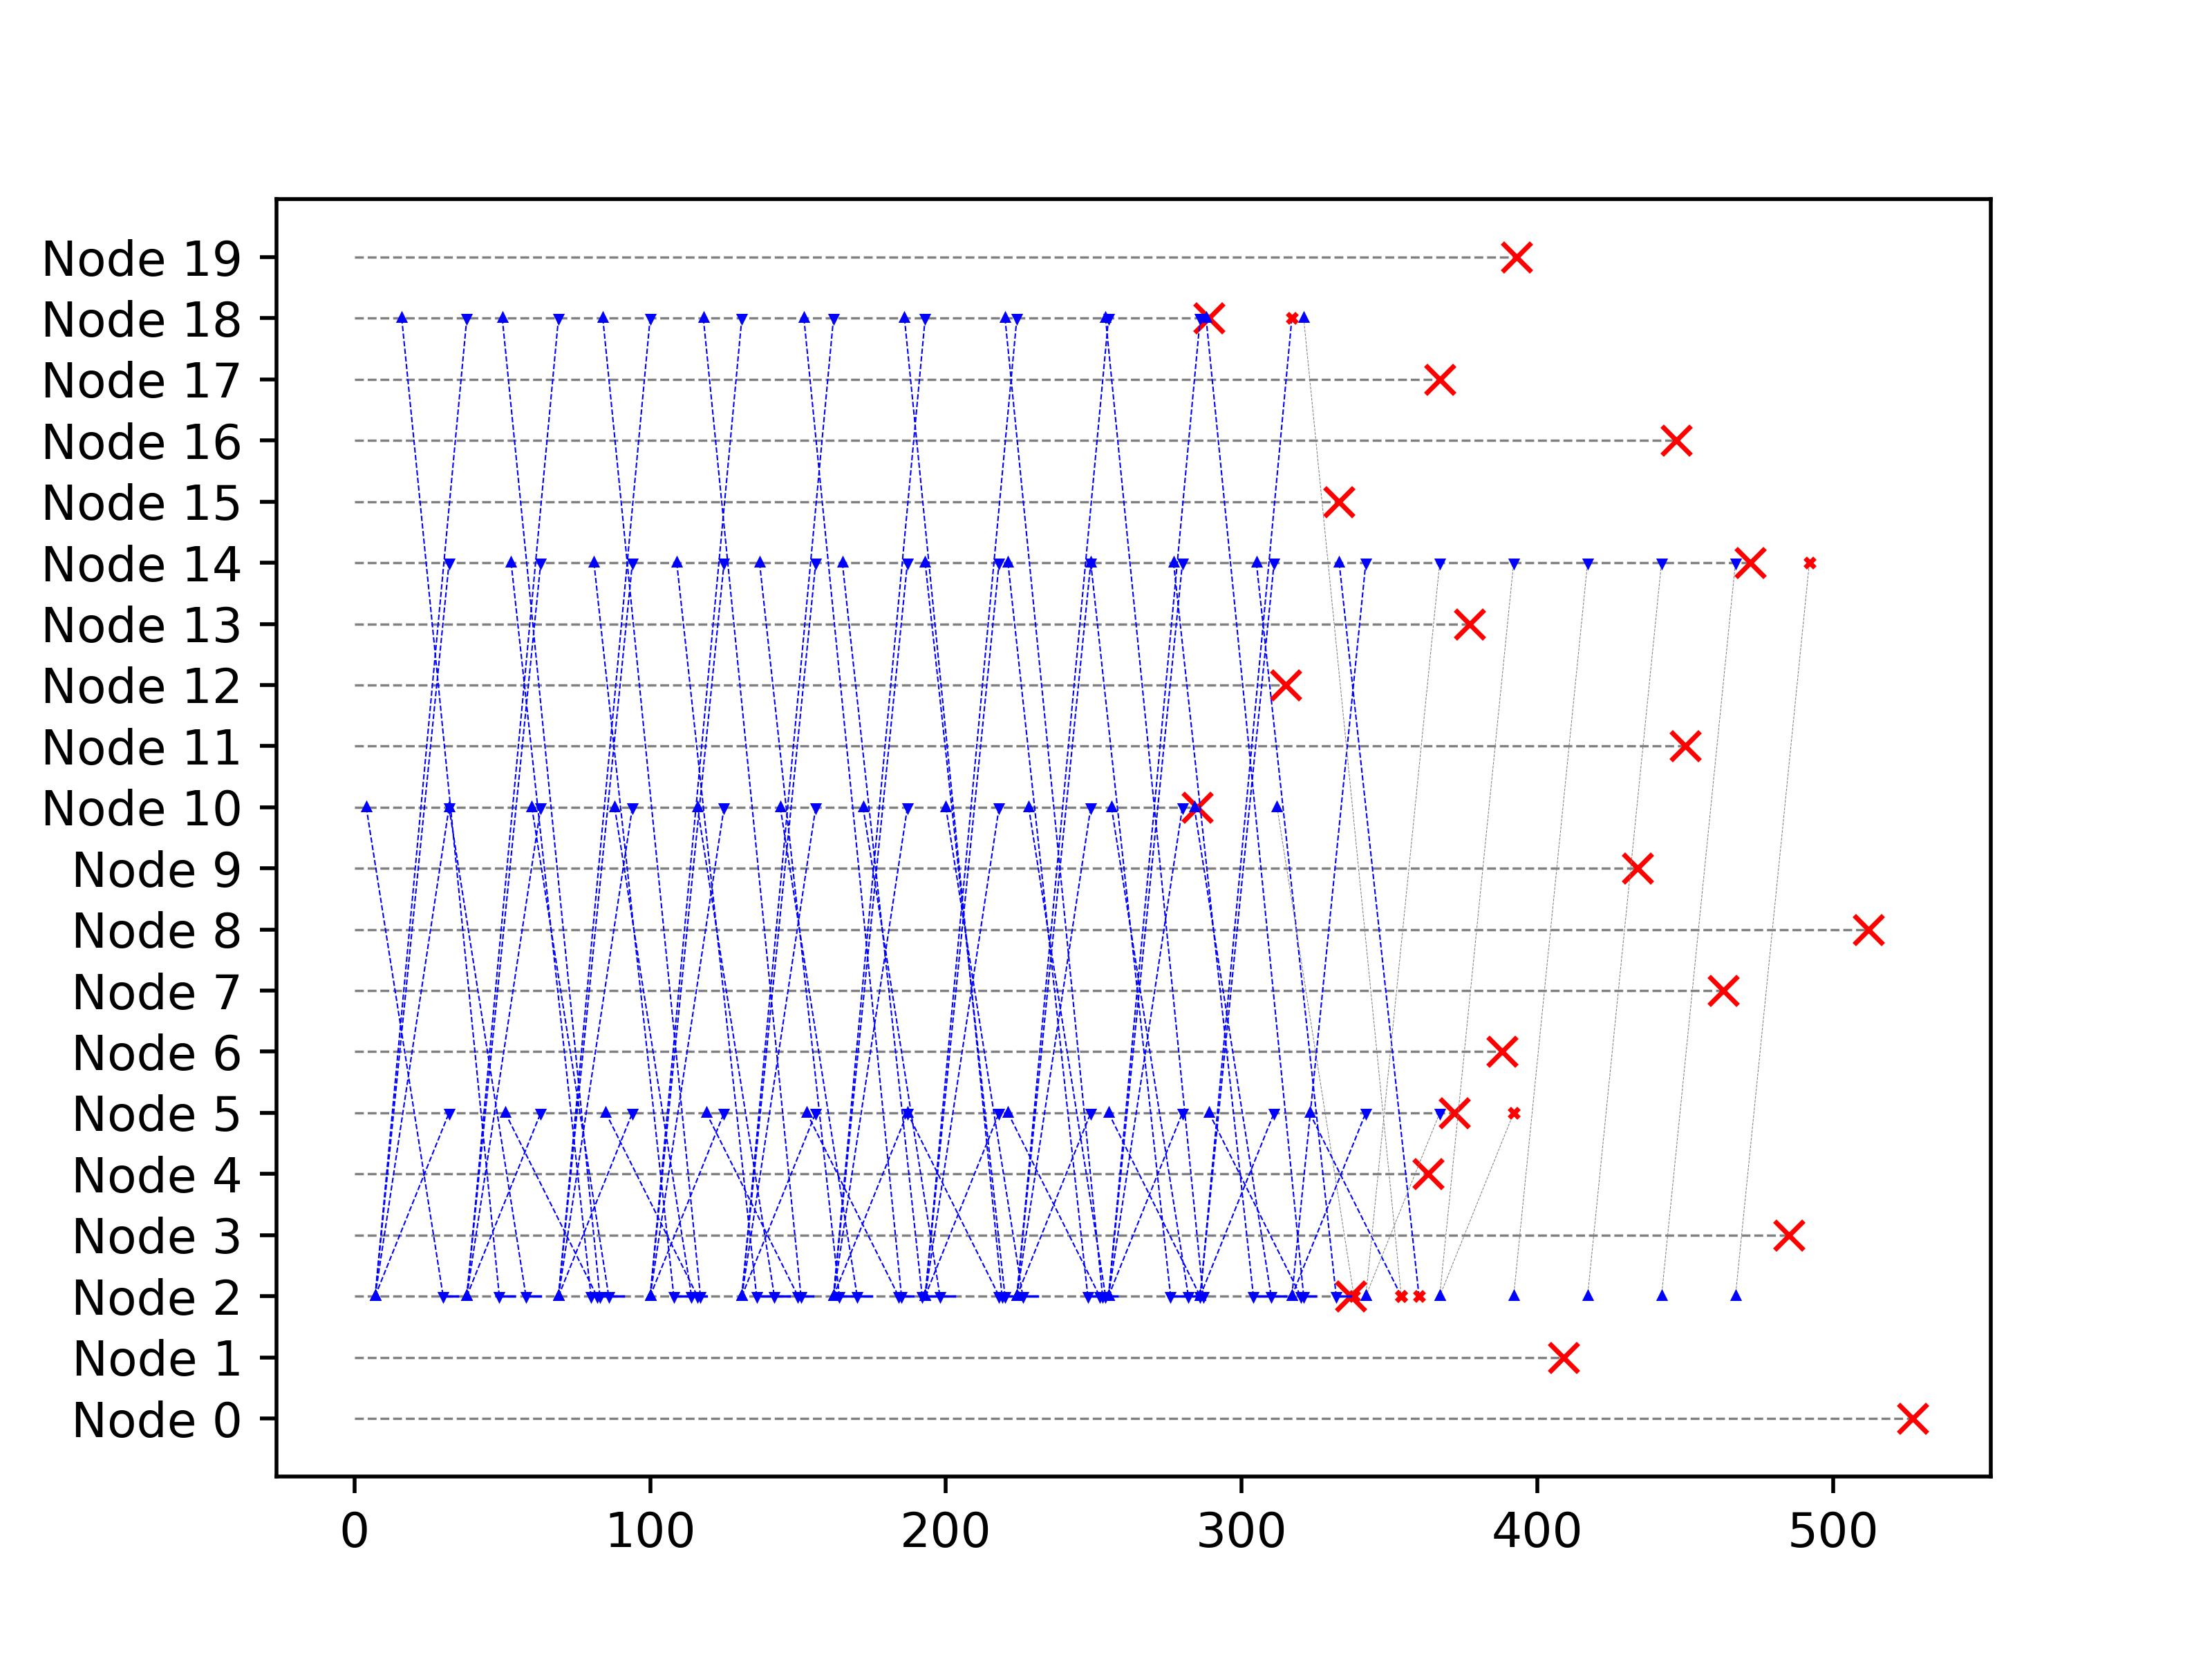 Node 19
Node 18
Node 17
Node 16
Node 15
Node 14
Node 13
Node 12
Node 11
Node 10
Node 9
Node 8
Node 7
Node 6
Node 5
Node 4
Node 3
Node 2
Node 1
Node 0
0 100 200 300 400 500